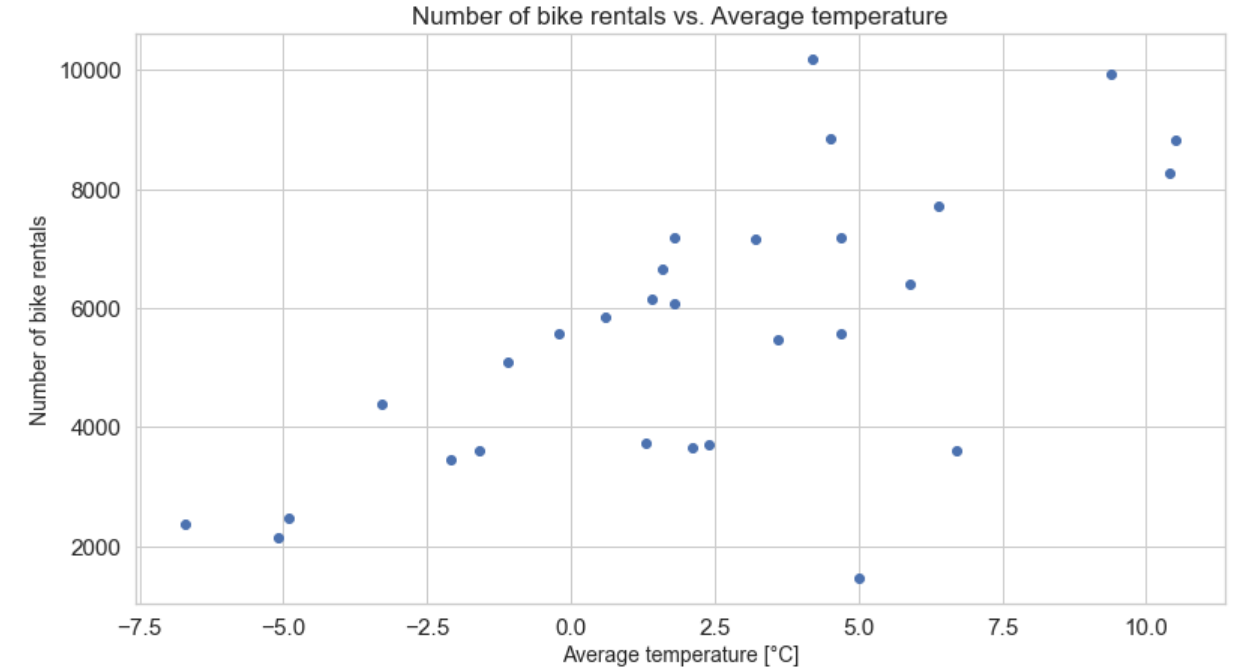 Number of bike rentals vs. Average temperature
10000
8000
6000
4000
2000
Number of bike rentals
−7.5 −5.0 −2.5 0.0 2.5 5.0 7.5 10.0
Average temperature [°C]